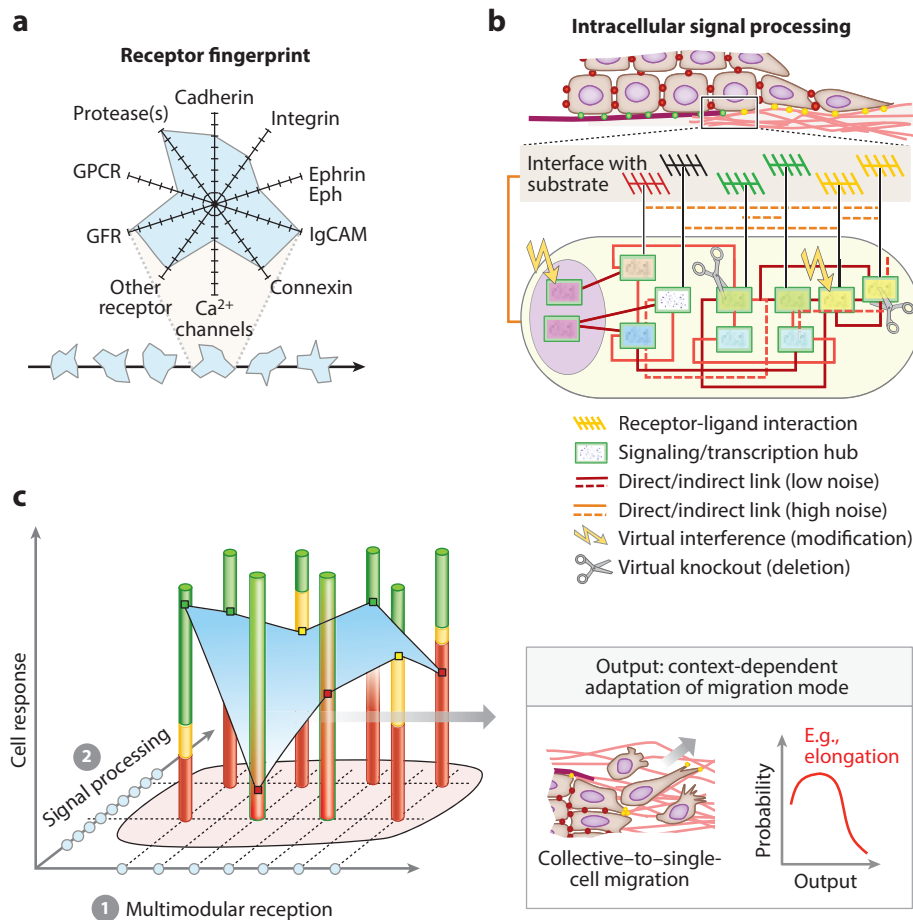 a
Receptor fingerprint
Cadherin
Protease(s)
Integrin
GPCR
Ephrin
Eph
GFR
IgCAM
Other
receptor
Connexin
Ca2+
channels
b
Intracellular signal processing
Interface with
substrate
Receptor-ligand interaction
Signaling/transcription hub
Direct/indirect link (low noise)
Direct/indirect link (high noise)
Virtual interference (modification)
Virtual knockout (deletion)
c
Cell response
2
Signal processing
1 Multimodular reception
Output: context-dependent
adaptation of migration mode
Collective–to–single-
cell migration
E.g.,
elongation
Probability
Output